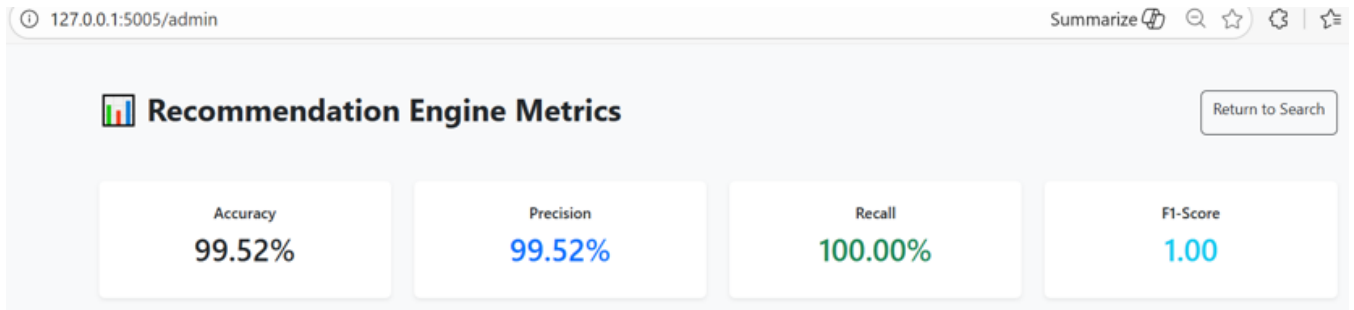 127.0.0.1:5005/admin
Summarize
Recommendation Engine Metrics
Return to Search
Accuracy
99.52%
Precision
99.52%
Recall
100.00%
F1-Score
1.00